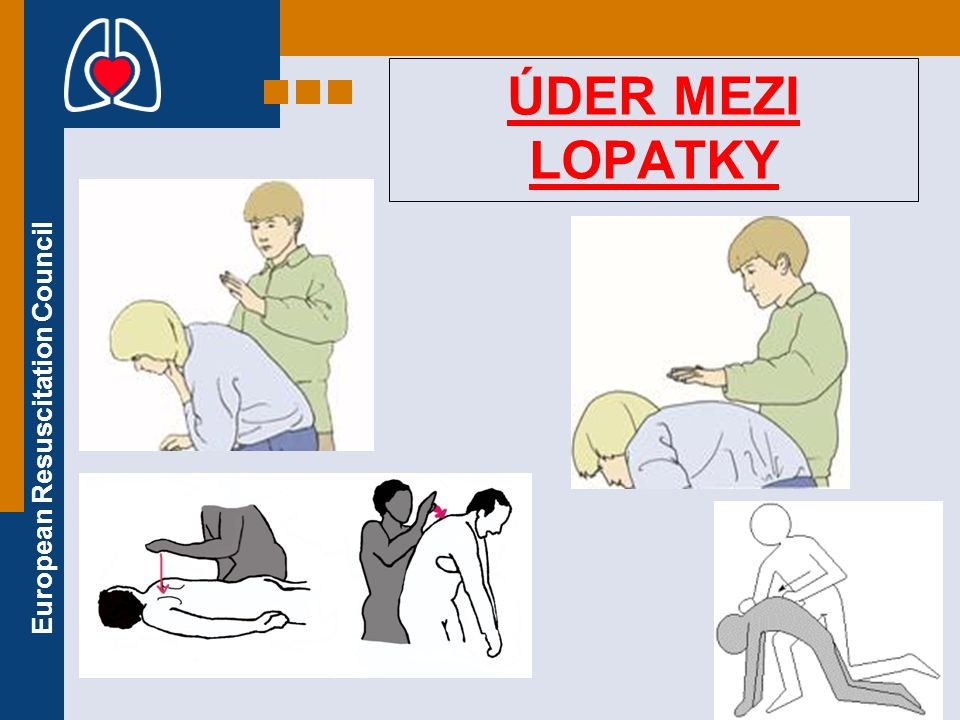 ÚDER MEZI
LOPATKY
European Resuscitation Council